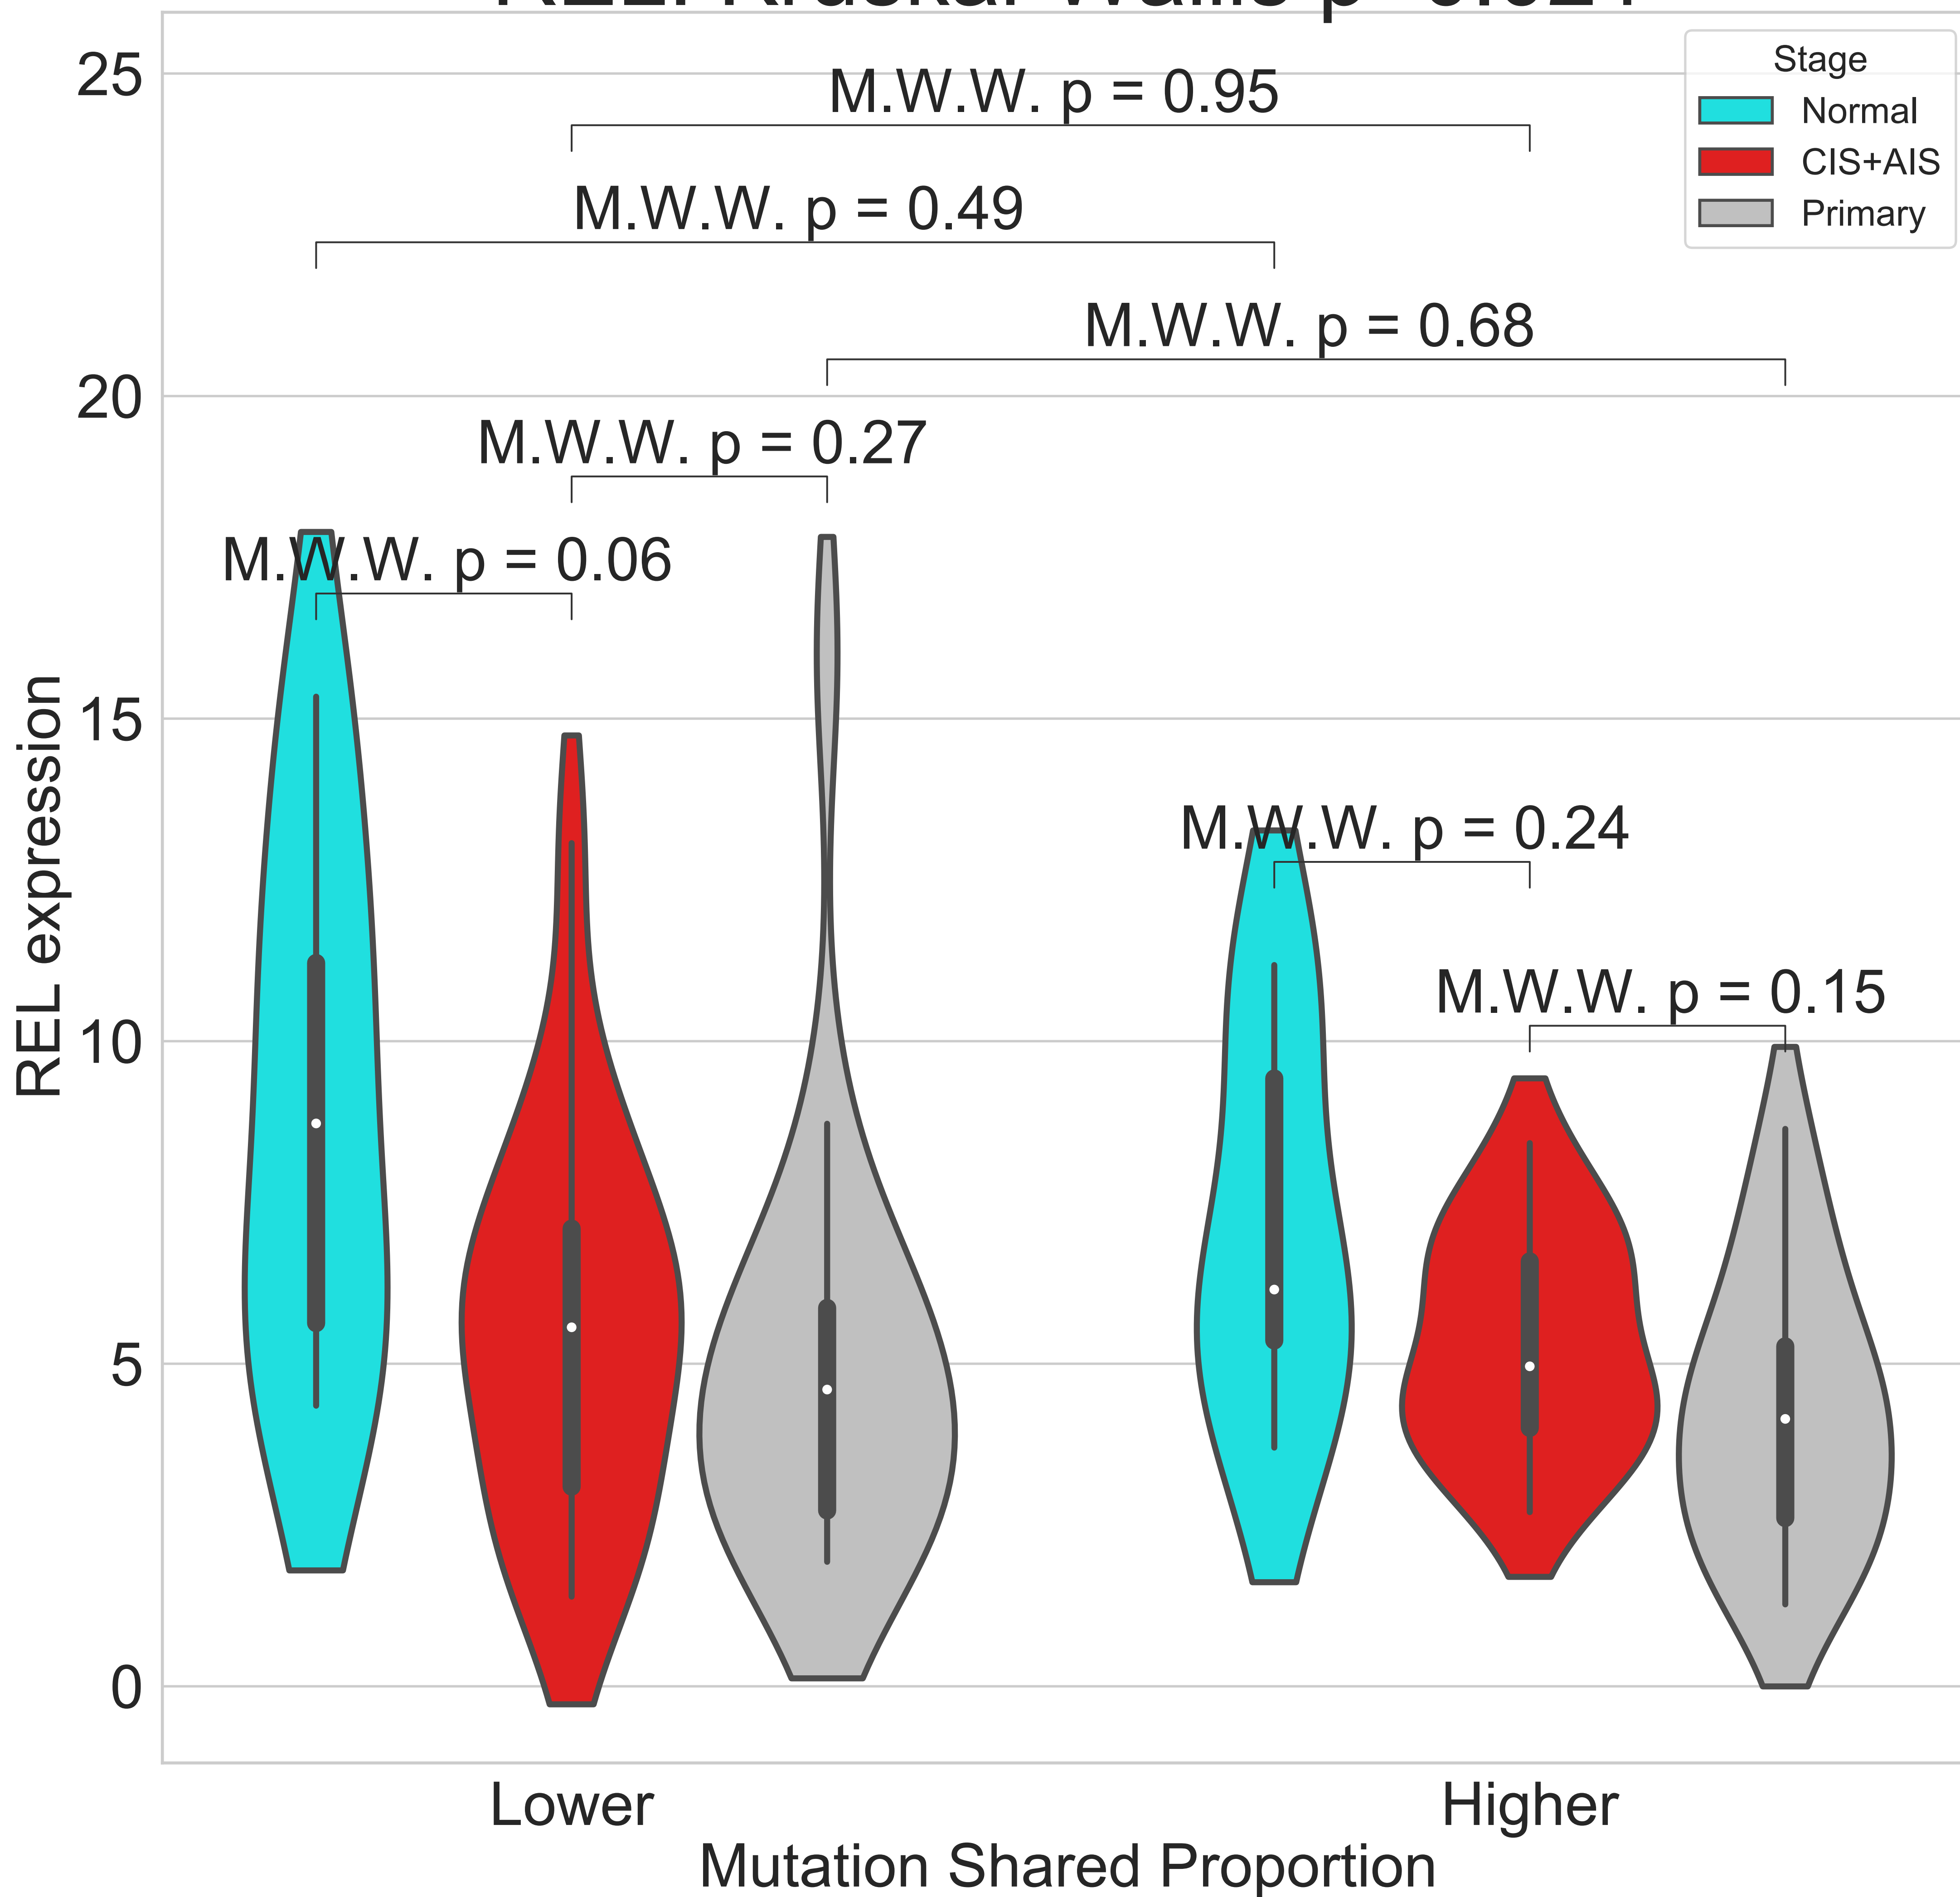 Stage
Normal
CIS+AIS
Primary
25
20
15
10
5
0
REL expression
M.W.W. p = 0.95
M.W.W. p = 0.49
M.W.W. p = 0.68
M.W.W. p = 0.27
M.W.W. p = 0.06
M.W.W. p = 0.24
M.W.W. p = 0.15
Lower
Higher
Mutation Shared Proportion